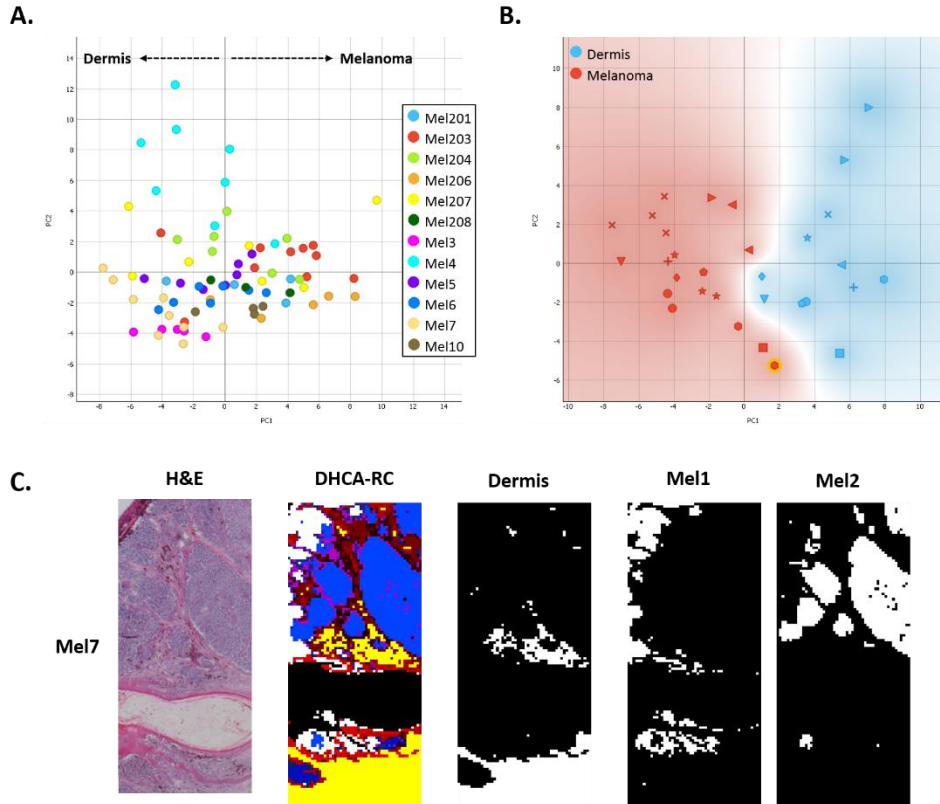 A.
B.
Dermis
Melanoma
14
12
10
8
6
4
2
0
-2
-4
-6
-8
-8
-6
-4
-2
0
2
4
6
8
10
12
14
PC1
PC2
Mel201
Mel203
Mel204
Mel206
Mel207
Mel208
Mel3
Mel4
Mel5
Mel6
Mel7
Mel10
Dermis
Melanoma
10
8
6
4
2
0
-2
-4
-6
-10
-8
-6
-4
-2
0
2
4
6
8
10
PC1
PC2
C.
H&E
DHCA-RC
Dermis
Mel1
Mel2
Mel7